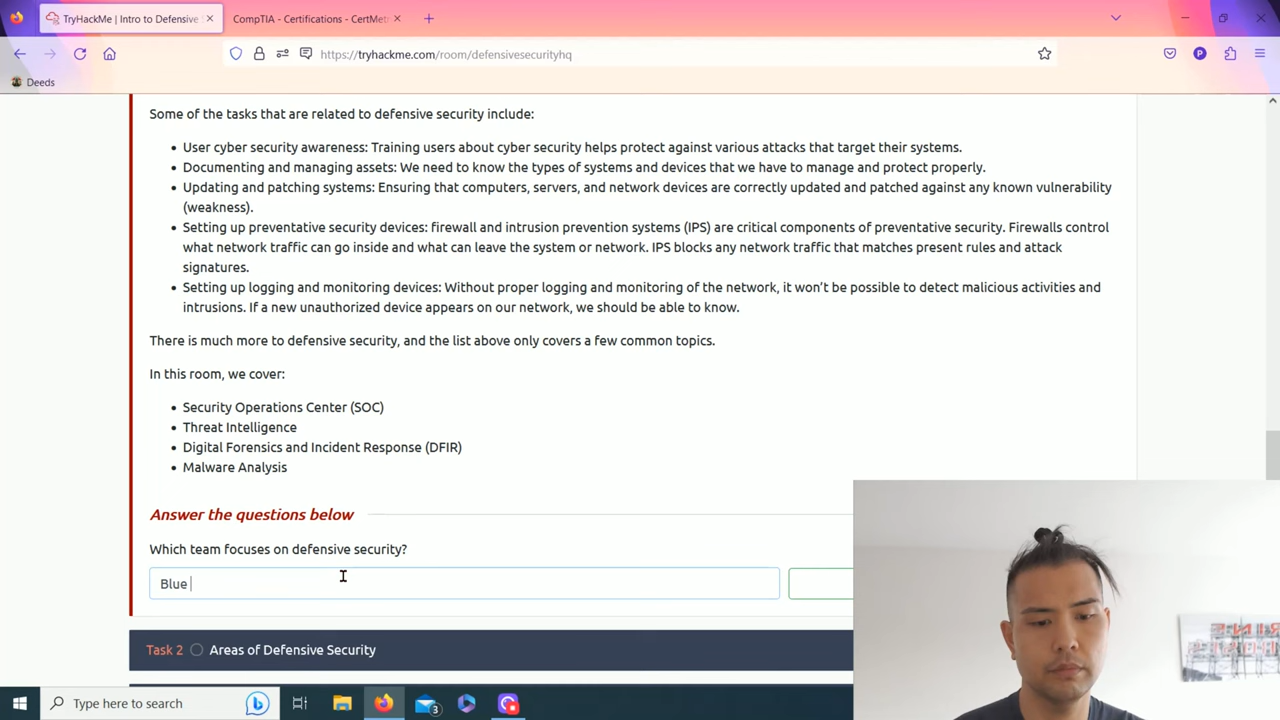 TryHackMe | Intro to Defensive S
CompTIA - Certifications - CertMetr
https://tryhackme.com/room/defensivesecurityhq
P
Deeds
Some of the tasks that are related to defensive security include:
• User cyber security awareness: Training users about cyber security helps protect against various attacks that target their systems.
• Documenting and managing assets: We need to know the types of systems and devices that we have to manage and protect properly.
• Updating and patching systems: Ensuring that computers, servers, and network devices are correctly updated and patched against any known vulnerability
(weakness).
• Setting up preventative security devices: firewall and intrusion prevention systems (IPS) are critical components of preventative security. Firewalls control
what network traffic can go inside and what can leave the system or network. IPS blocks any network traffic that matches present rules and attack
signatures.
• Setting up logging and monitoring devices: Without proper logging and monitoring of the network, it won't be possible to detect malicious activities and
intrusions. If a new unauthorized device appears on our network, we should be able to know.
There is much more to defensive security, and the list above only covers a few common topics.
In this room, we cover:
• Security Operations Center (SOC)
• Threat Intelligence
• Digital Forensics and Incident Response (DFIR)
• Malware Analysis
Answer the questions below
Which team focuses on defensive security?
Blue
Task 2 Areas of Defensive Security
Type here to search
3